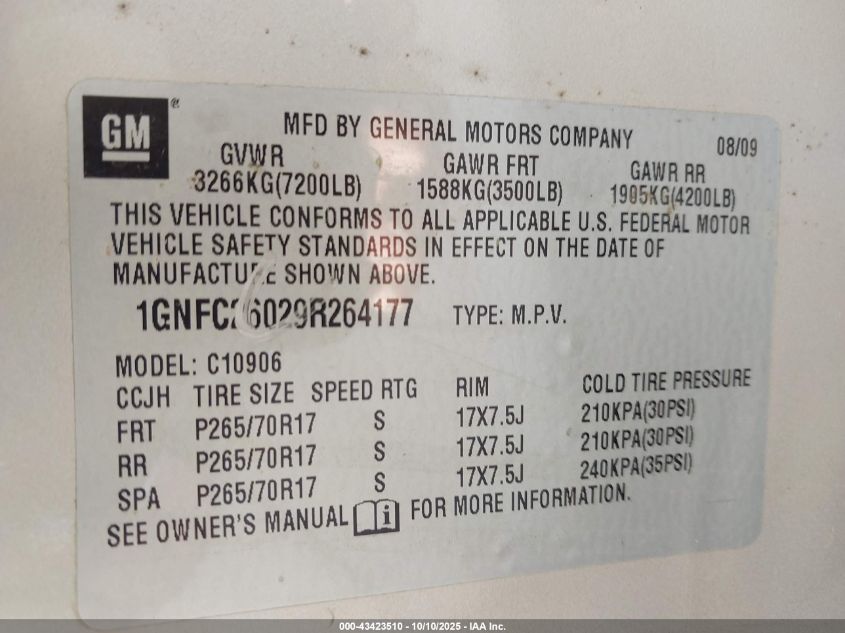 GM
®
MFD BY GENERAL MOTORS COMPANY 08/09
GVWR GAWR FRT GAWR RR
3266KG(7200LB) 1588KG(3500LB) 1905KG(4200LB)
THIS VEHICLE CONFORMS TO ALL APPLICABLE U.S. FEDERAL MOTOR
VEHICLE SAFETY STANDARDS IN EFFECT ON THE DATE OF
MANUFACTURE SHOWN ABOVE.
1GNFC26029R264177 TYPE: M.P.V.
MODEL: C10906
CCJH TIRE SIZE SPEED RTG RIM COLD TIRE PRESSURE
FRT P265/70R17 S 17X7.5J 210KPA(30PSI)
RR P265/70R17 S 17X7.5J 210KPA(30PSI)
SPA P265/70R17 S 17X7.5J 240KPA(35PSI)
SEE OWNER'S MANUAL i FOR MORE INFORMATION.
000-43423510 - 10/10/2025 - IAA Inc.